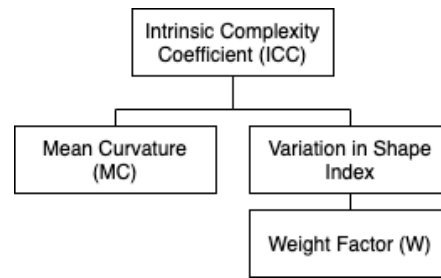 Intrinsic Complexity
Coefficient (ICC)
Mean Curvature
(MC)
Variation in Shape
Index
Weight Factor (W)